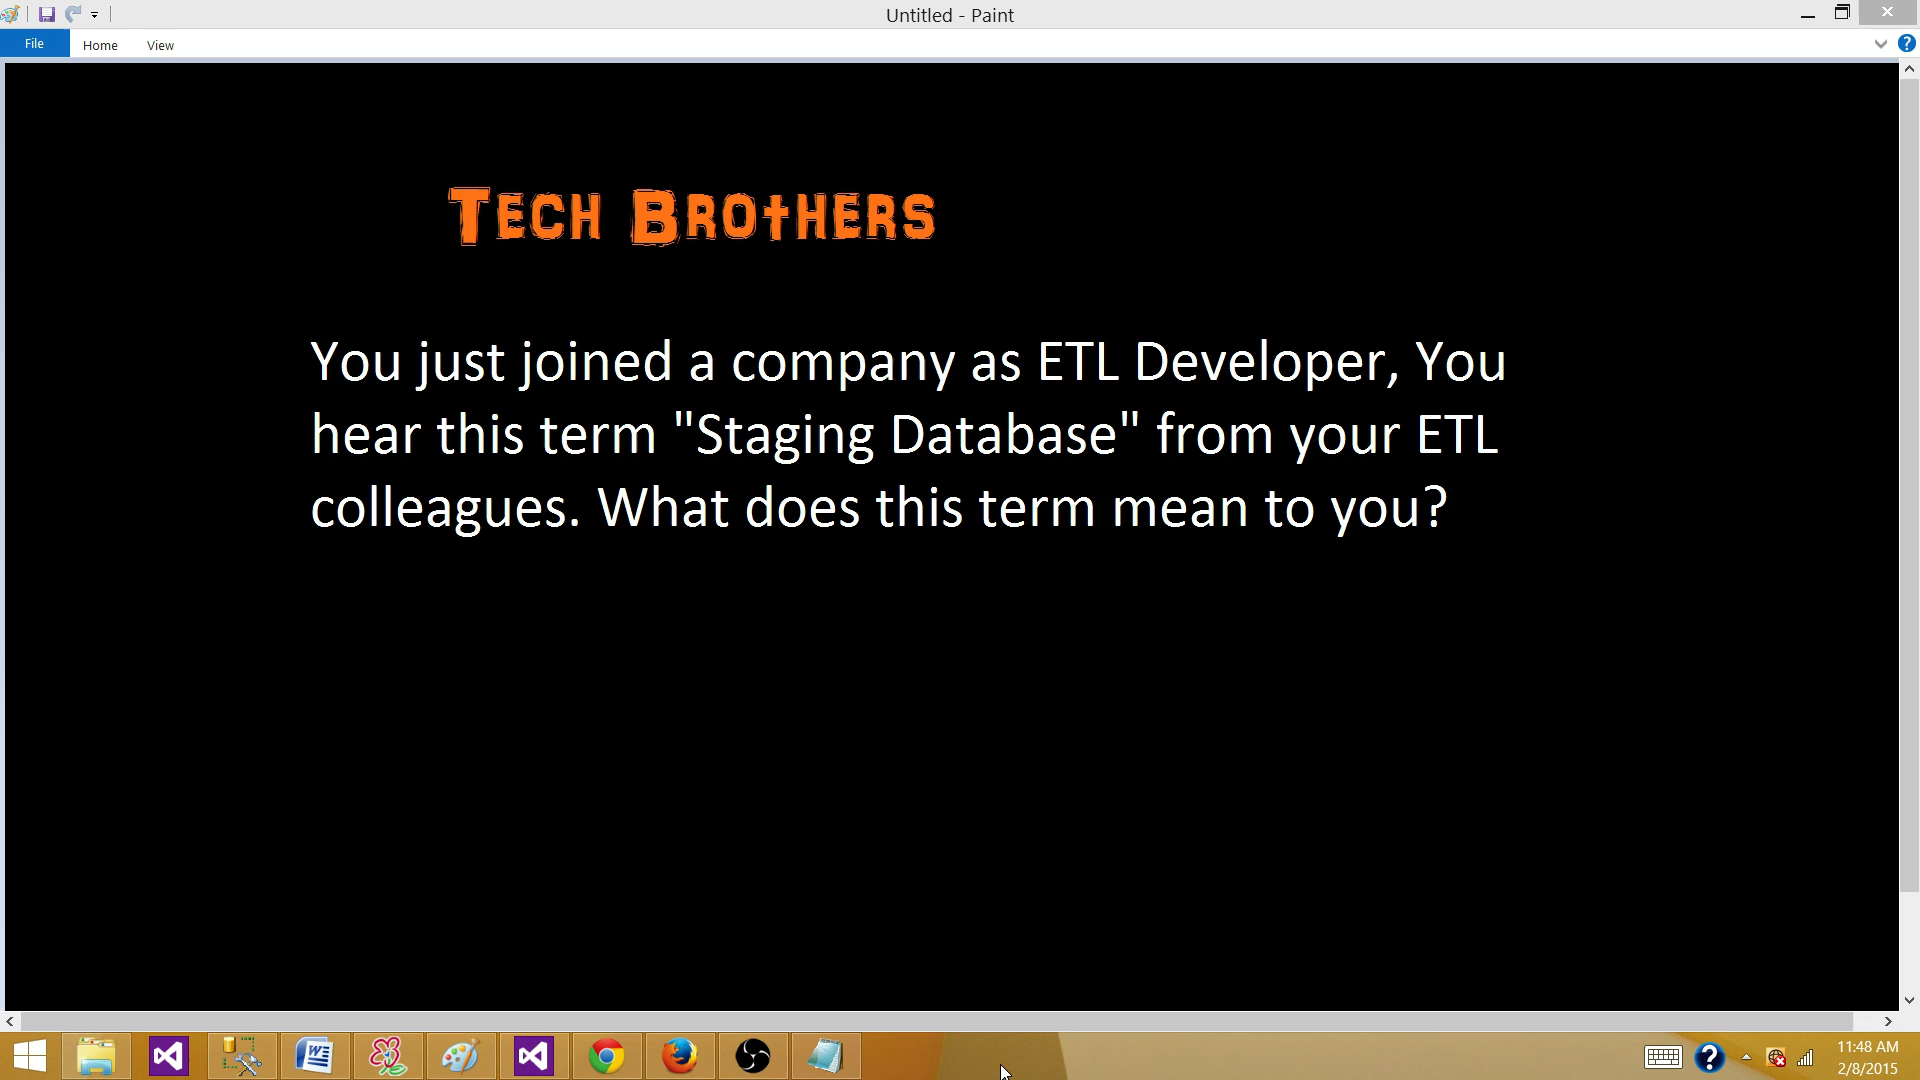 Untitled - Paint
File Home View
Tech Brothers
You just joined a company as ETL Developer, You
hear this term "Staging Database" from your ETL
colleagues. What does this term mean to you?
11:48 AM
2/8/2015